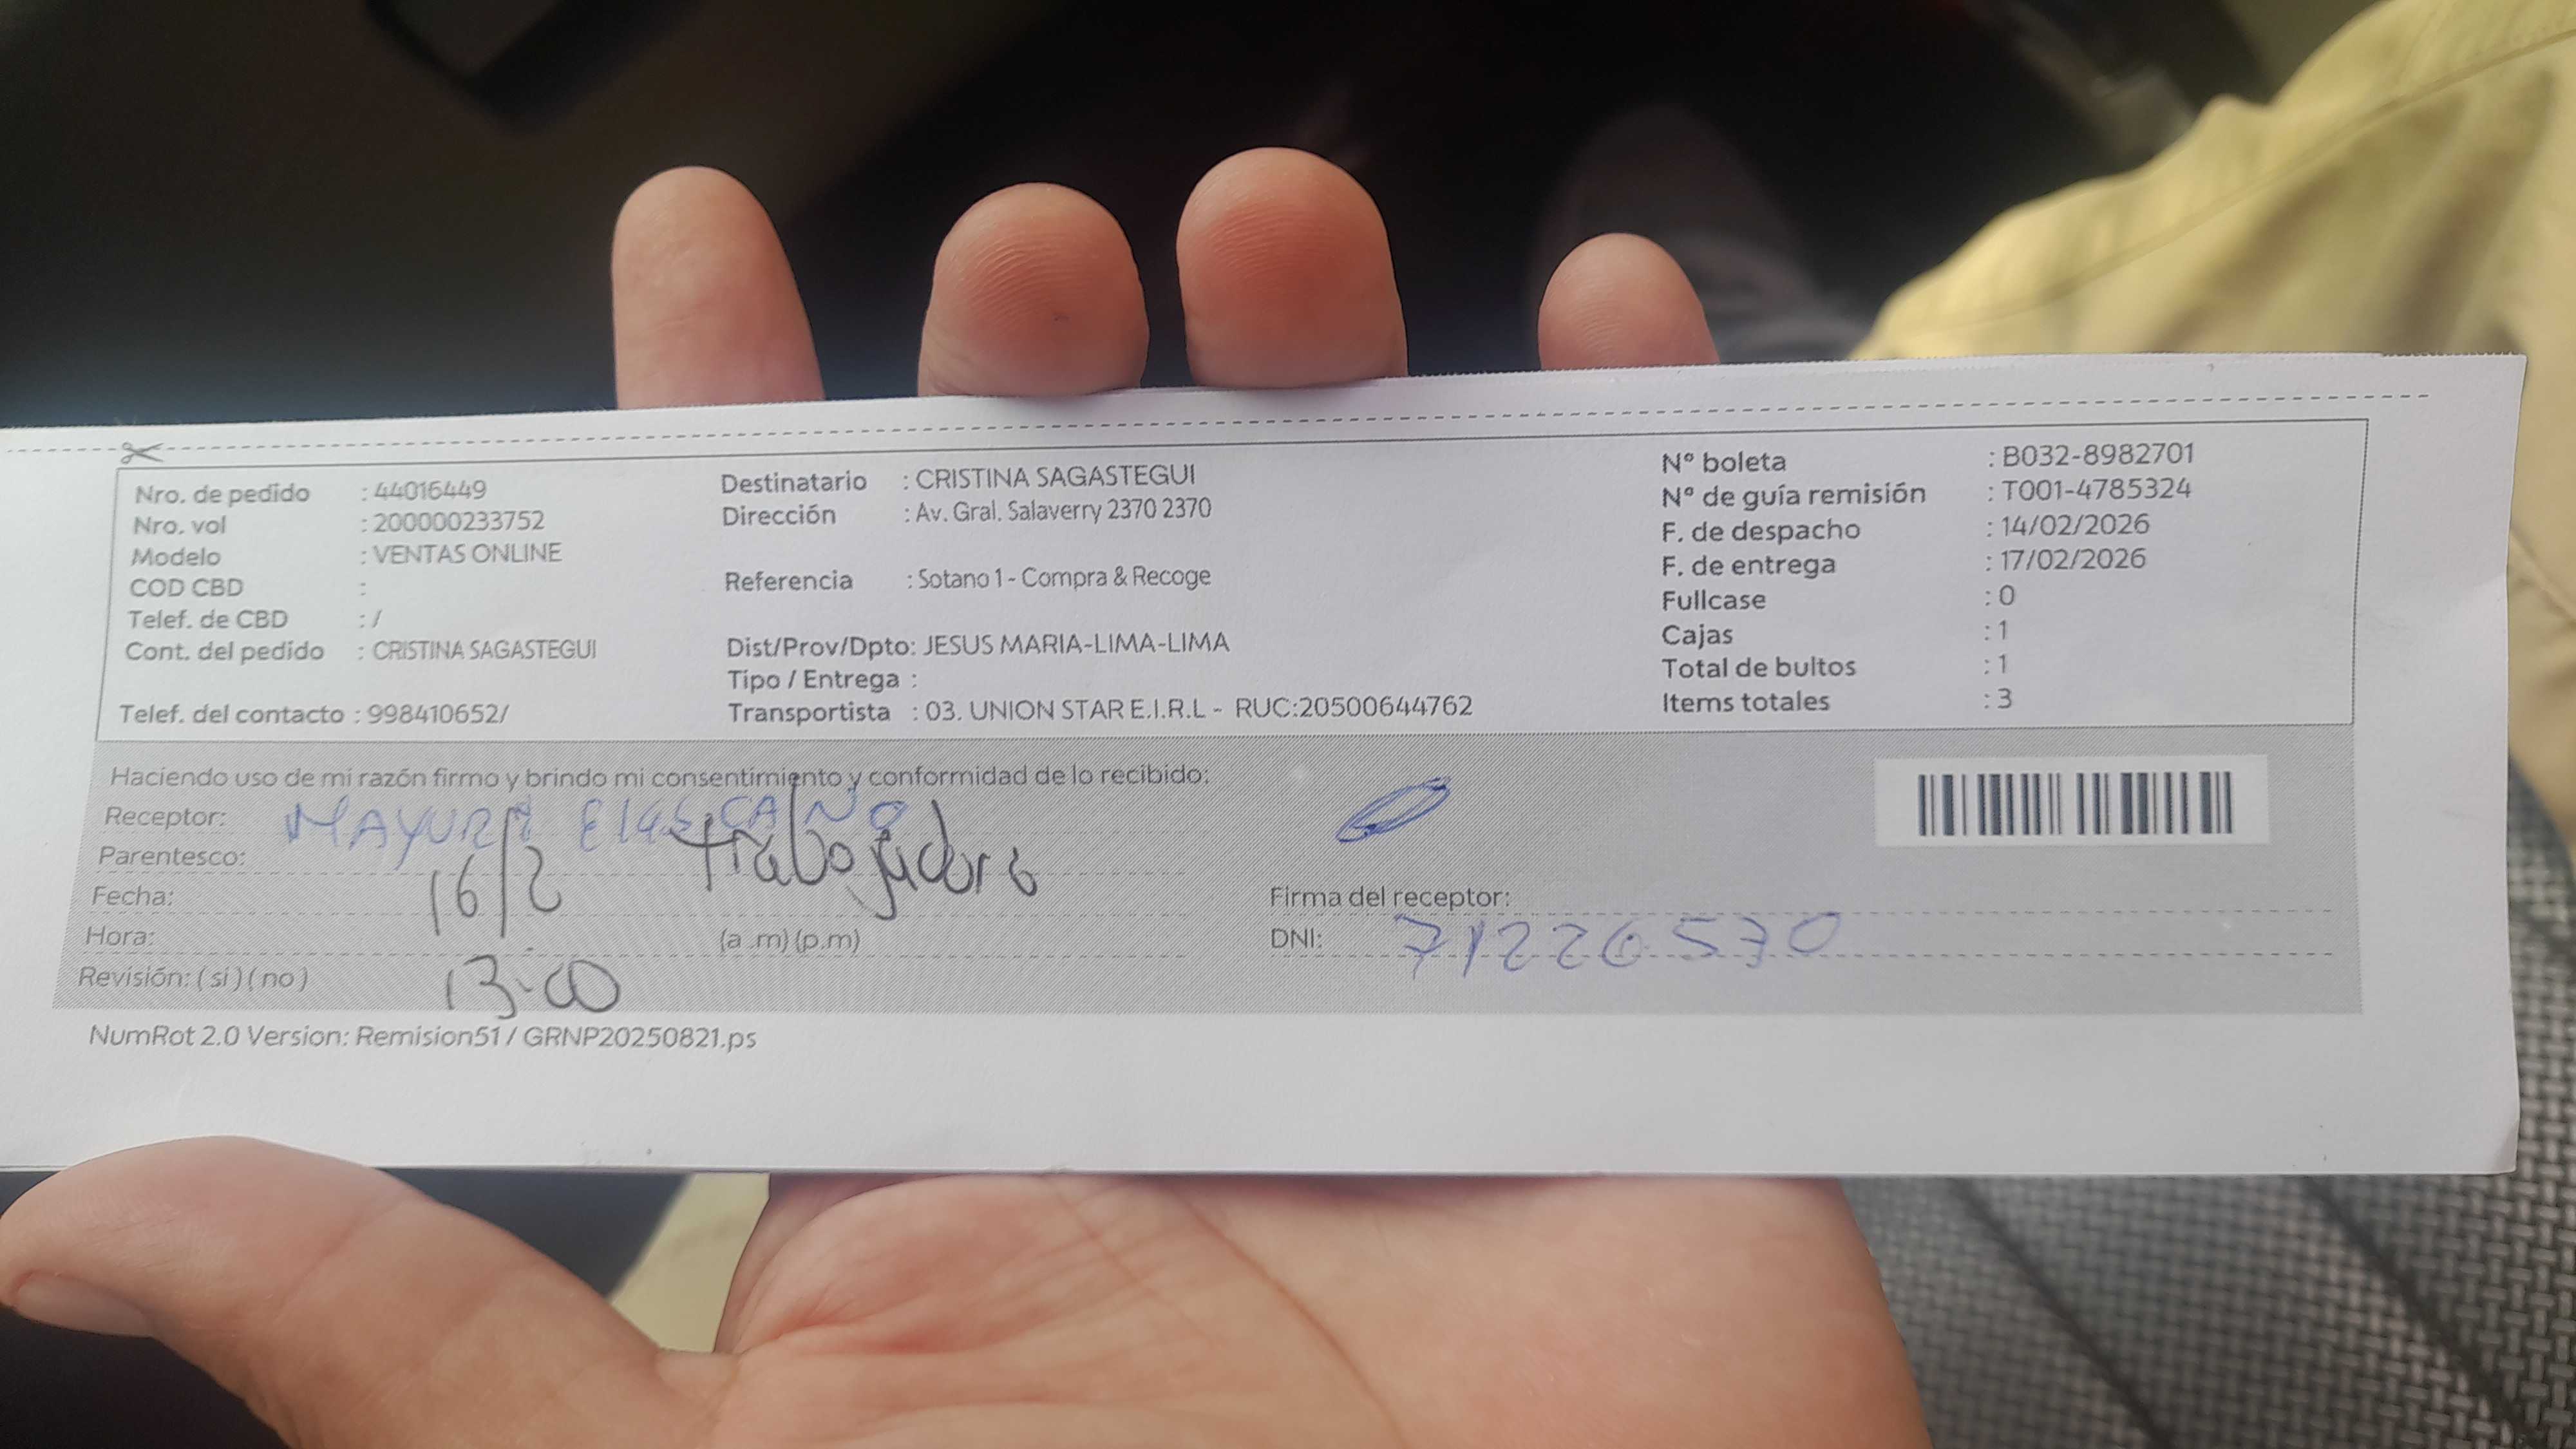 Nro. de pedido : 44016449
Nro. vol : 200000233752
Modelo : VENTAS ONLINE
COD CBD :
Telef. de CBD : /
Cont. del pedido : CRISTINA SAGASTEGUI
Telef. del contacto : 998410652/
Destinatario : CRISTINA SAGASTEGUI
Dirección : Av. Gral. Salaverry 2370 2370
Referencia : Sotano 1 - Compra & Recoge
Dist/Prov/Dpto: JESUS MARIA-LIMA-LIMA
Tipo / Entrega :
Transportista : 03. UNION STAR E.I.R.L - RUC:20500644762
Nº boleta : B032-8982701
Nº de guía remisión : T001-4785324
F. de despacho : 14/02/2026
F. de entrega : 17/02/2026
Fullcase : 0
Cajas : 1
Total de bultos : 1
Items totales : 3
Haciendo uso de mi razón firmo y brindo mi consentimiento y conformidad de lo recibido:
Receptor: MAYURA
Parentesco: trabajadora
Fecha: 16/2
Hora: (a .m) (p.m)
Revisión: ( si ) ( no ) 13:00
Firma del receptor:
DNI: 71226530
NumRot 2.0 Version: Remision51 / GRNP20250821.ps